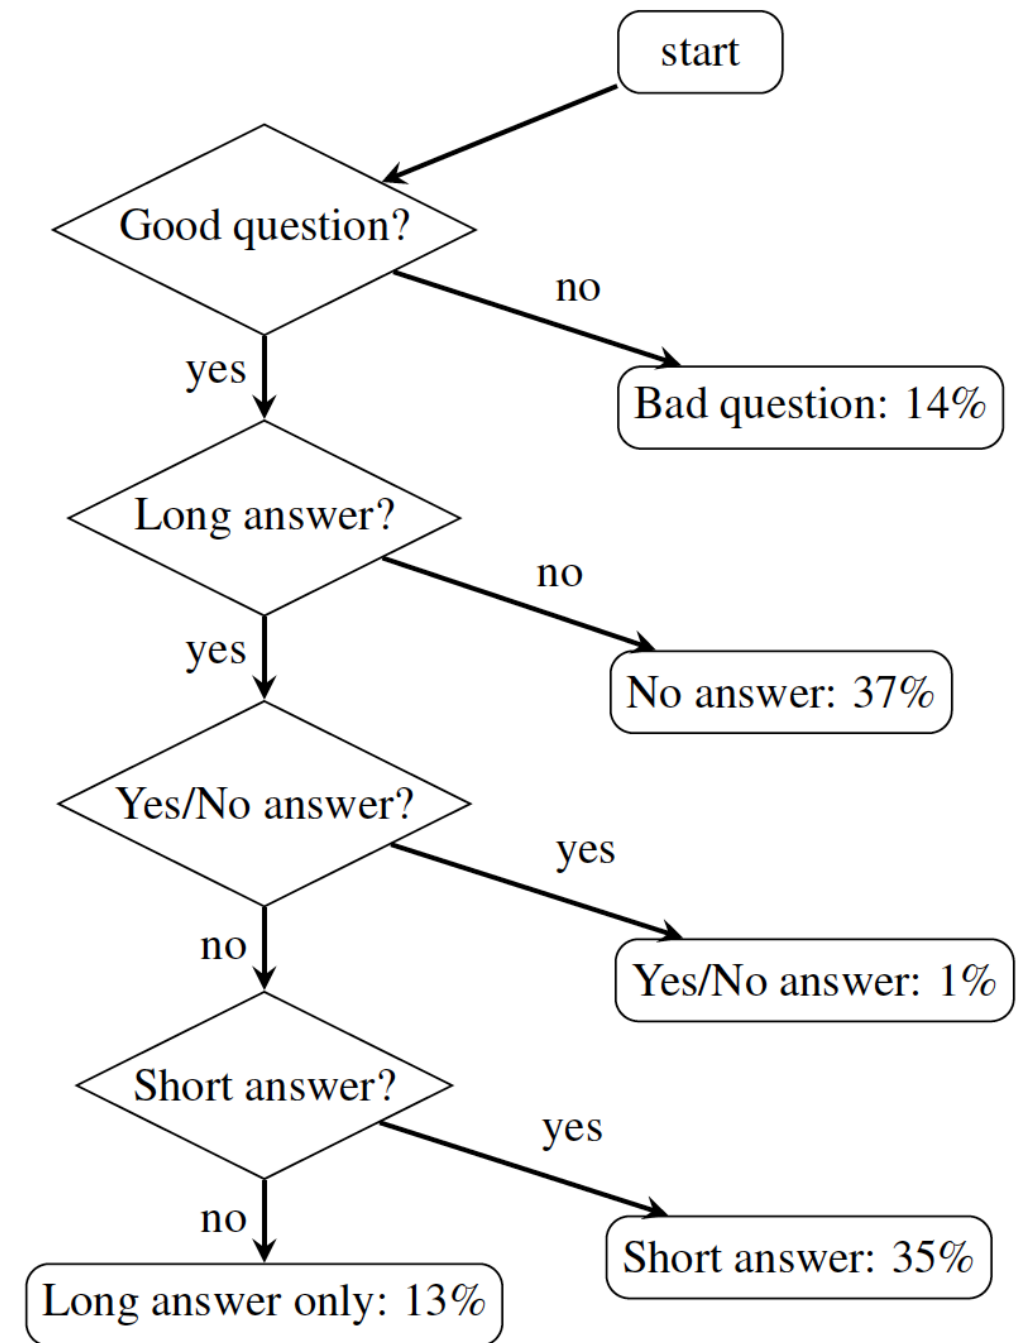 start
Good question?
no
yes
Bad question: 14%
Long answer?
no
yes
No answer: 37%
Yes/No answer?
yes
no
Yes/No answer: 1%
Short answer?
yes
no
Short answer: 35%
Long answer only: 13%